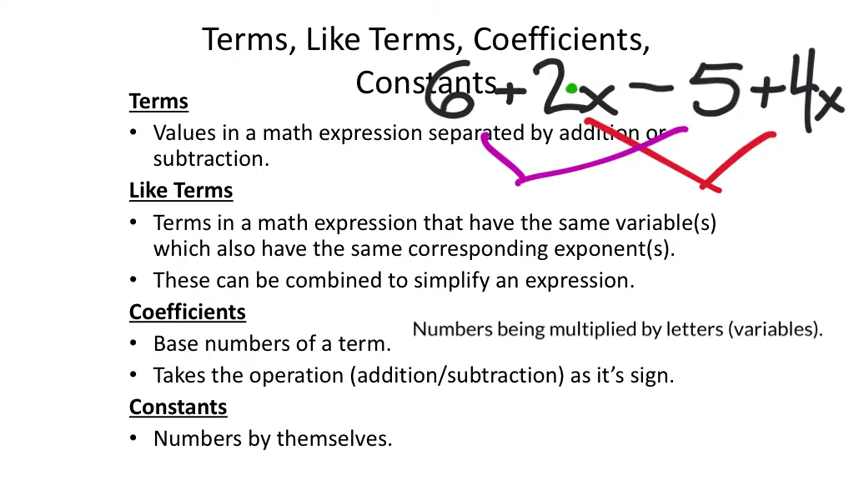 Terms, Like Terms, Coefficients,
Constants
6 + 2·x − 5 + 4x
Terms
• Values in a math expression separated by addition or
subtraction.
Like Terms
• Terms in a math expression that have the same variable(s)
which also have the same corresponding exponent(s).
• These can be combined to simplify an expression.
Coefficients
Numbers being multiplied by letters (variables).
• Base numbers of a term.
• Takes the operation (addition/subtraction) as it's sign.
Constants
• Numbers by themselves.